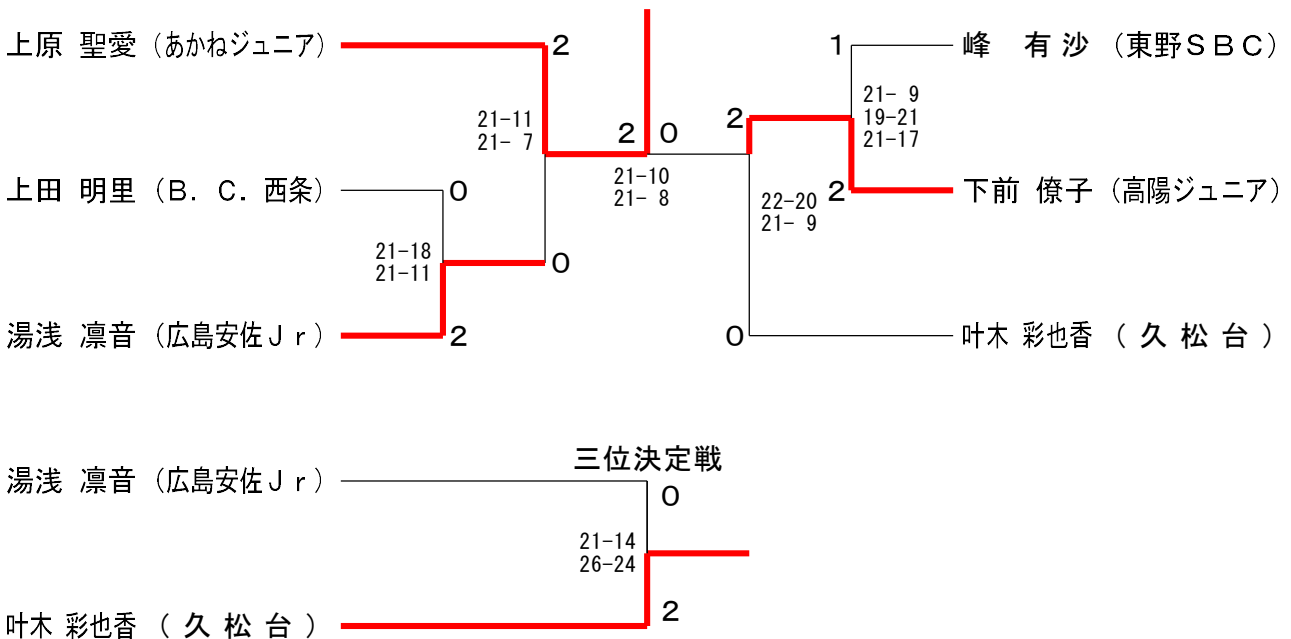 上原 聖愛 (あかねジュニア)
2
1
峰 有沙 (東野SBC)
21-11
21- 7
2
0
2
21- 9
19-21
21-17
上田 明里 (B. C. 西条)
0
21-10
21- 8
22-20
21- 9
2
下前 僚子 (高陽ジュニア)
21-18
21-11
0
湯浅 凛音 (広島安佐Jr)
2
0
叶木 彩也香 (久松台)
三位決定戦
湯浅 凛音 (広島安佐Jr)
0
21-14
26-24
叶木 彩也香 (久松台)
2